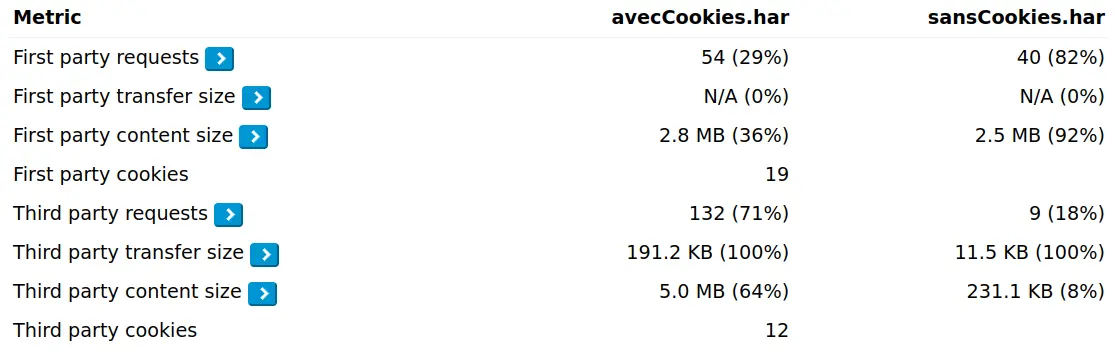 Metric avecCookies.har sansCookies.har
First party requests 54 (29%) 40 (82%)
First party transfer size N/A (0%) N/A (0%)
First party content size 2.8 MB (36%) 2.5 MB (92%)
First party cookies 19
Third party requests 132 (71%) 9 (18%)
Third party transfer size 191.2 KB (100%) 11.5 KB (100%)
Third party content size 5.0 MB (64%) 231.1 KB (8%)
Third party cookies 12